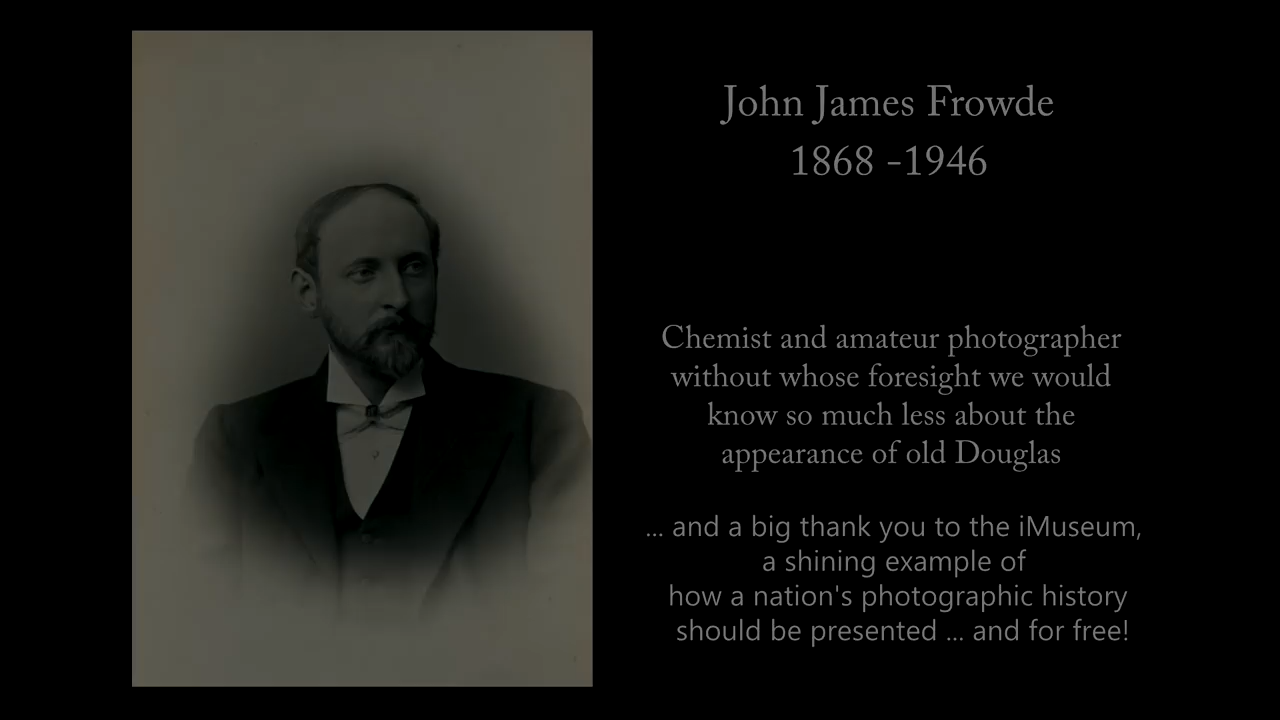 John James Frowde
1868 -1946
Chemist and amateur photographer
without whose foresight we would
know so much less about the
appearance of old Douglas
... and a big thank you to the iMuseum,
a shining example of
how a nation's photographic history
should be presented ... and for free!